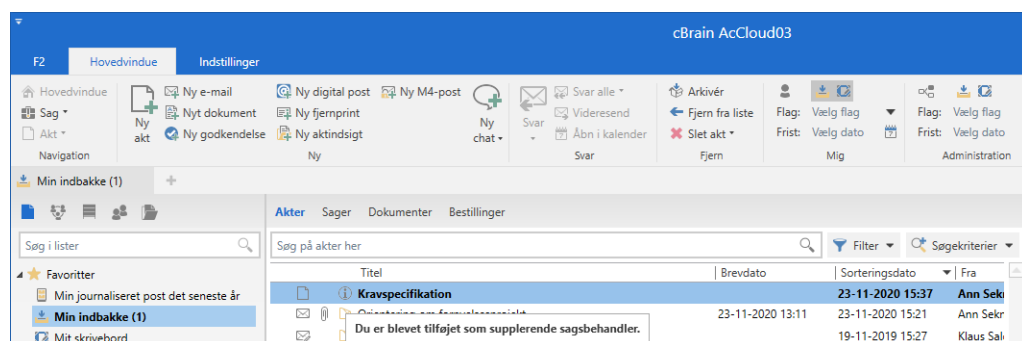 cBrain AcCloud03
F2 Hovedvindue Indstillinger
Hovedvindue Ny e-mail Ny digital post Ny M4-post Svar alle Arkivér
Sag Nyt dokument Ny fjernprint Videresend Fjern fra liste Flag: Vælg flag Flag: Vælg flag
Akt Ny akt Ny godkendelse Ny aktindsigt Ny chat Svar Åbn i kalender Slet akt Frist: Vælg dato Frist: Vælg dato
Navigation Ny Svar Fjern Mig Administration
Min indbakke (1) +
Akter Sager Dokumenter Bestillinger
Søg i lister Søg på akter her Filter Søgekriterier
Favoritter Titel Brevdato Sorteringsdato Fra
Min journaliseret post det seneste år Kravspecifikation 23-11-2020 15:37 Ann Sek
Min indbakke (1) 23-11-2020 13:11 23-11-2020 15:21 Ann Sekr
Du er blevet tilføjet som supplerende sagsbehandler.
Mit skrivebord 19-11-2019 15:27 Klaus Sal